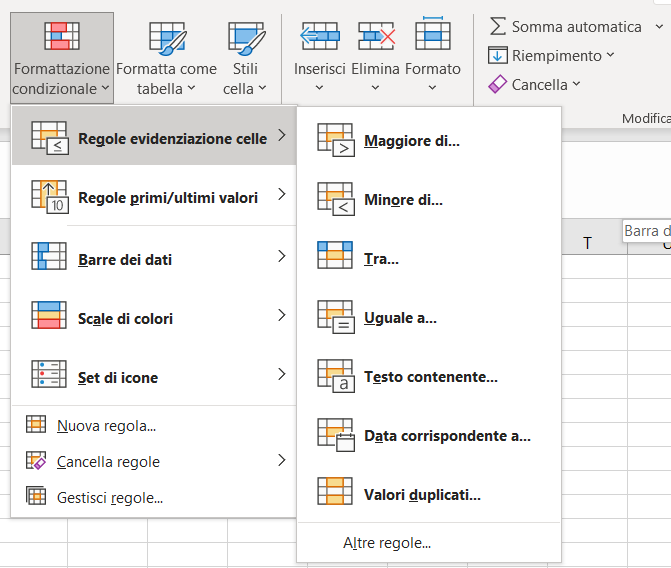 Formattazione condizionale
Formatta come tabella
Stili cella
Inserisci
Elimina
Formato
Somma automatica
Riempimento
Cancella
Modifica
Regole evidenziazione celle
Regole primi/ultimi valori
10
Barre dei dati
Scale di colori
Set di icone
Nuova regola...
Cancella regole
Gestisci regole...
Maggiore di...
Minore di...
Tra...
Uguale a...
a
Testo contenente...
Data corrispondente a...
Valori duplicati...
Altre regole...
T
Barra d